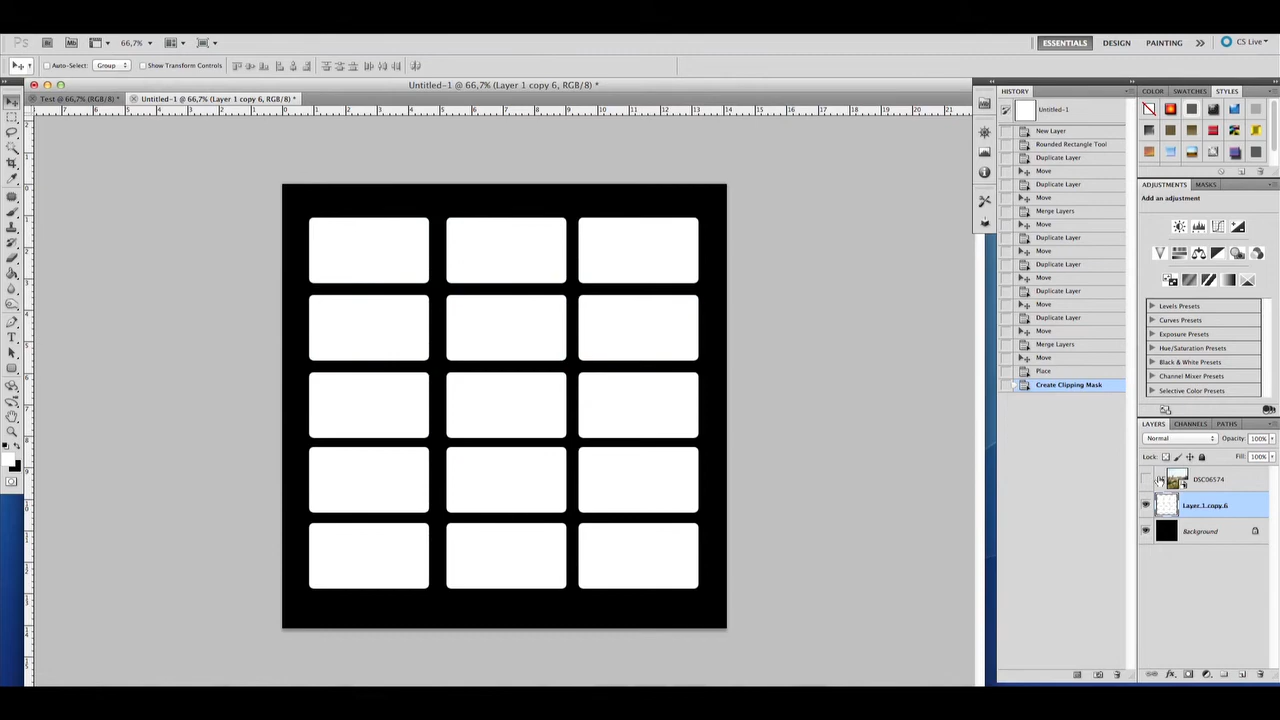 Ps Br Mb 66,7% ESSENTIALS DESIGN PAINTING CS Live
Auto-Select: Group Show Transform Controls
Untitled-1 @ 66,7% (Layer 1 copy 6, RGB/8) *
Test @ 66,7% (RGB/8) * Untitled-1 @ 66,7% (Layer 1 copy 6, RGB/8) *
HISTORY
Untitled-1
New Layer
Rounded Rectangle Tool
Duplicate Layer
Move
Duplicate Layer
Move
Merge Layers
Move
Duplicate Layer
Move
Duplicate Layer
Move
Duplicate Layer
Move
Duplicate Layer
Move
Merge Layers
Move
Place
Create Clipping Mask
COLOR SWATCHES STYLES
ADJUSTMENTS MASKS
Add an adjustment
Levels Presets
Curves Presets
Exposure Presets
Hue/Saturation Presets
Black & White Presets
Channel Mixer Presets
Selective Color Presets
LAYERS CHANNELS PATHS
Normal Opacity: 100%
Lock: Fill: 100%
DSC06574
Layer 1 copy 6
Background